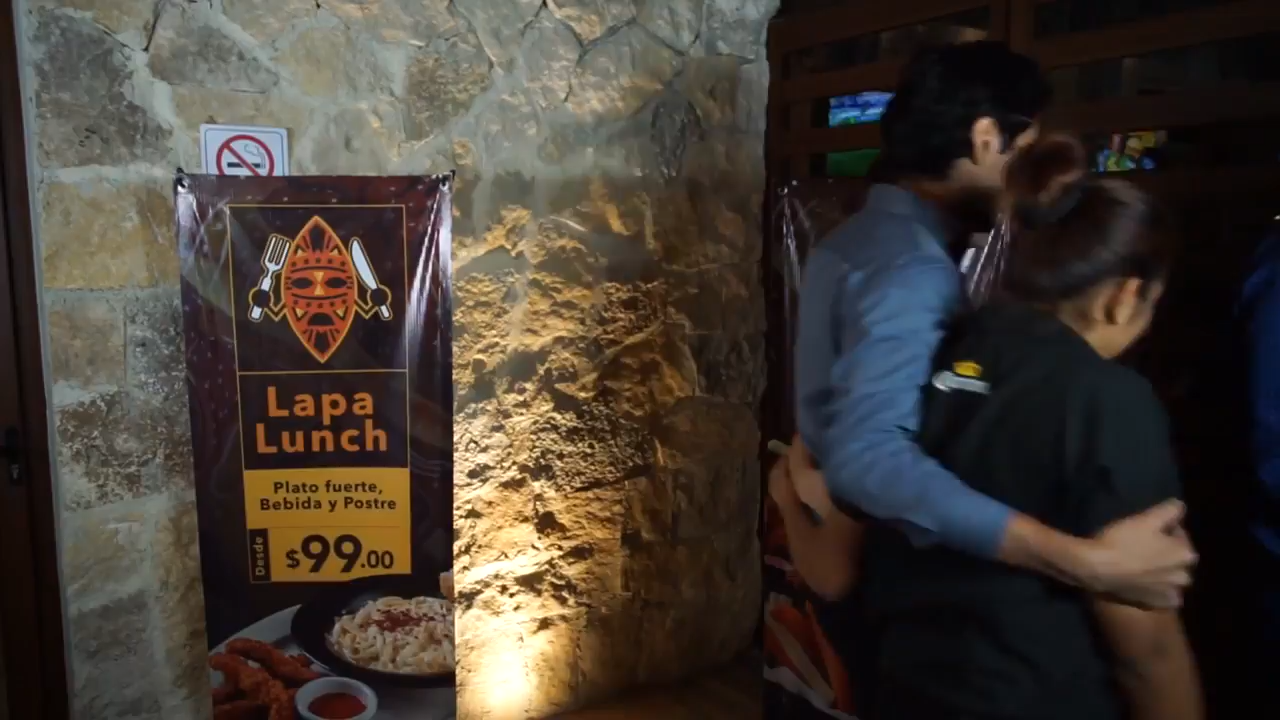 Lapa
Lunch
Plato fuerte,
Bebida y Postre
Desde
$99.00